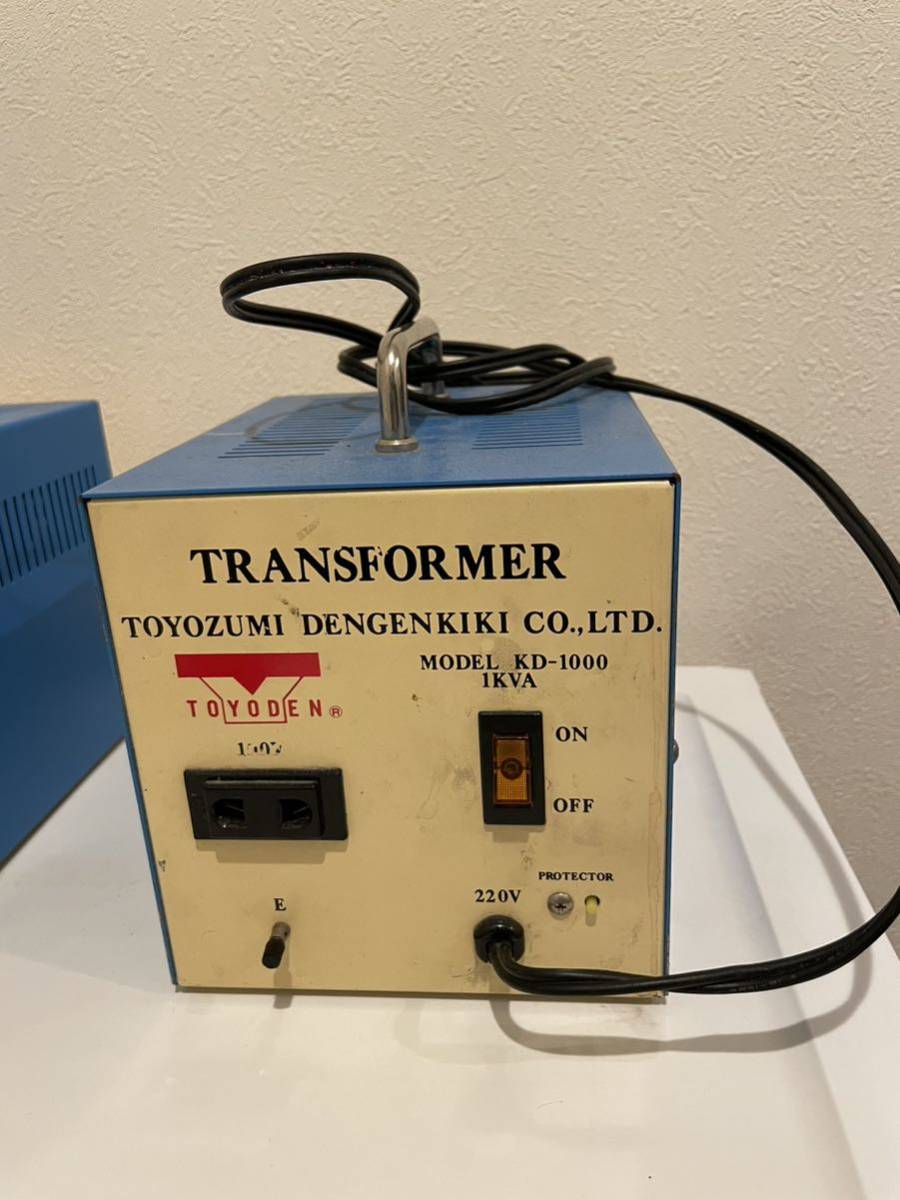 TRANSFORMER
TOYOZUMI DENGENKIKI CO.,LTD.
MODEL KD-1000
1KVA
TOYODEN®
ON
OFF
PROTECTOR
220V
E